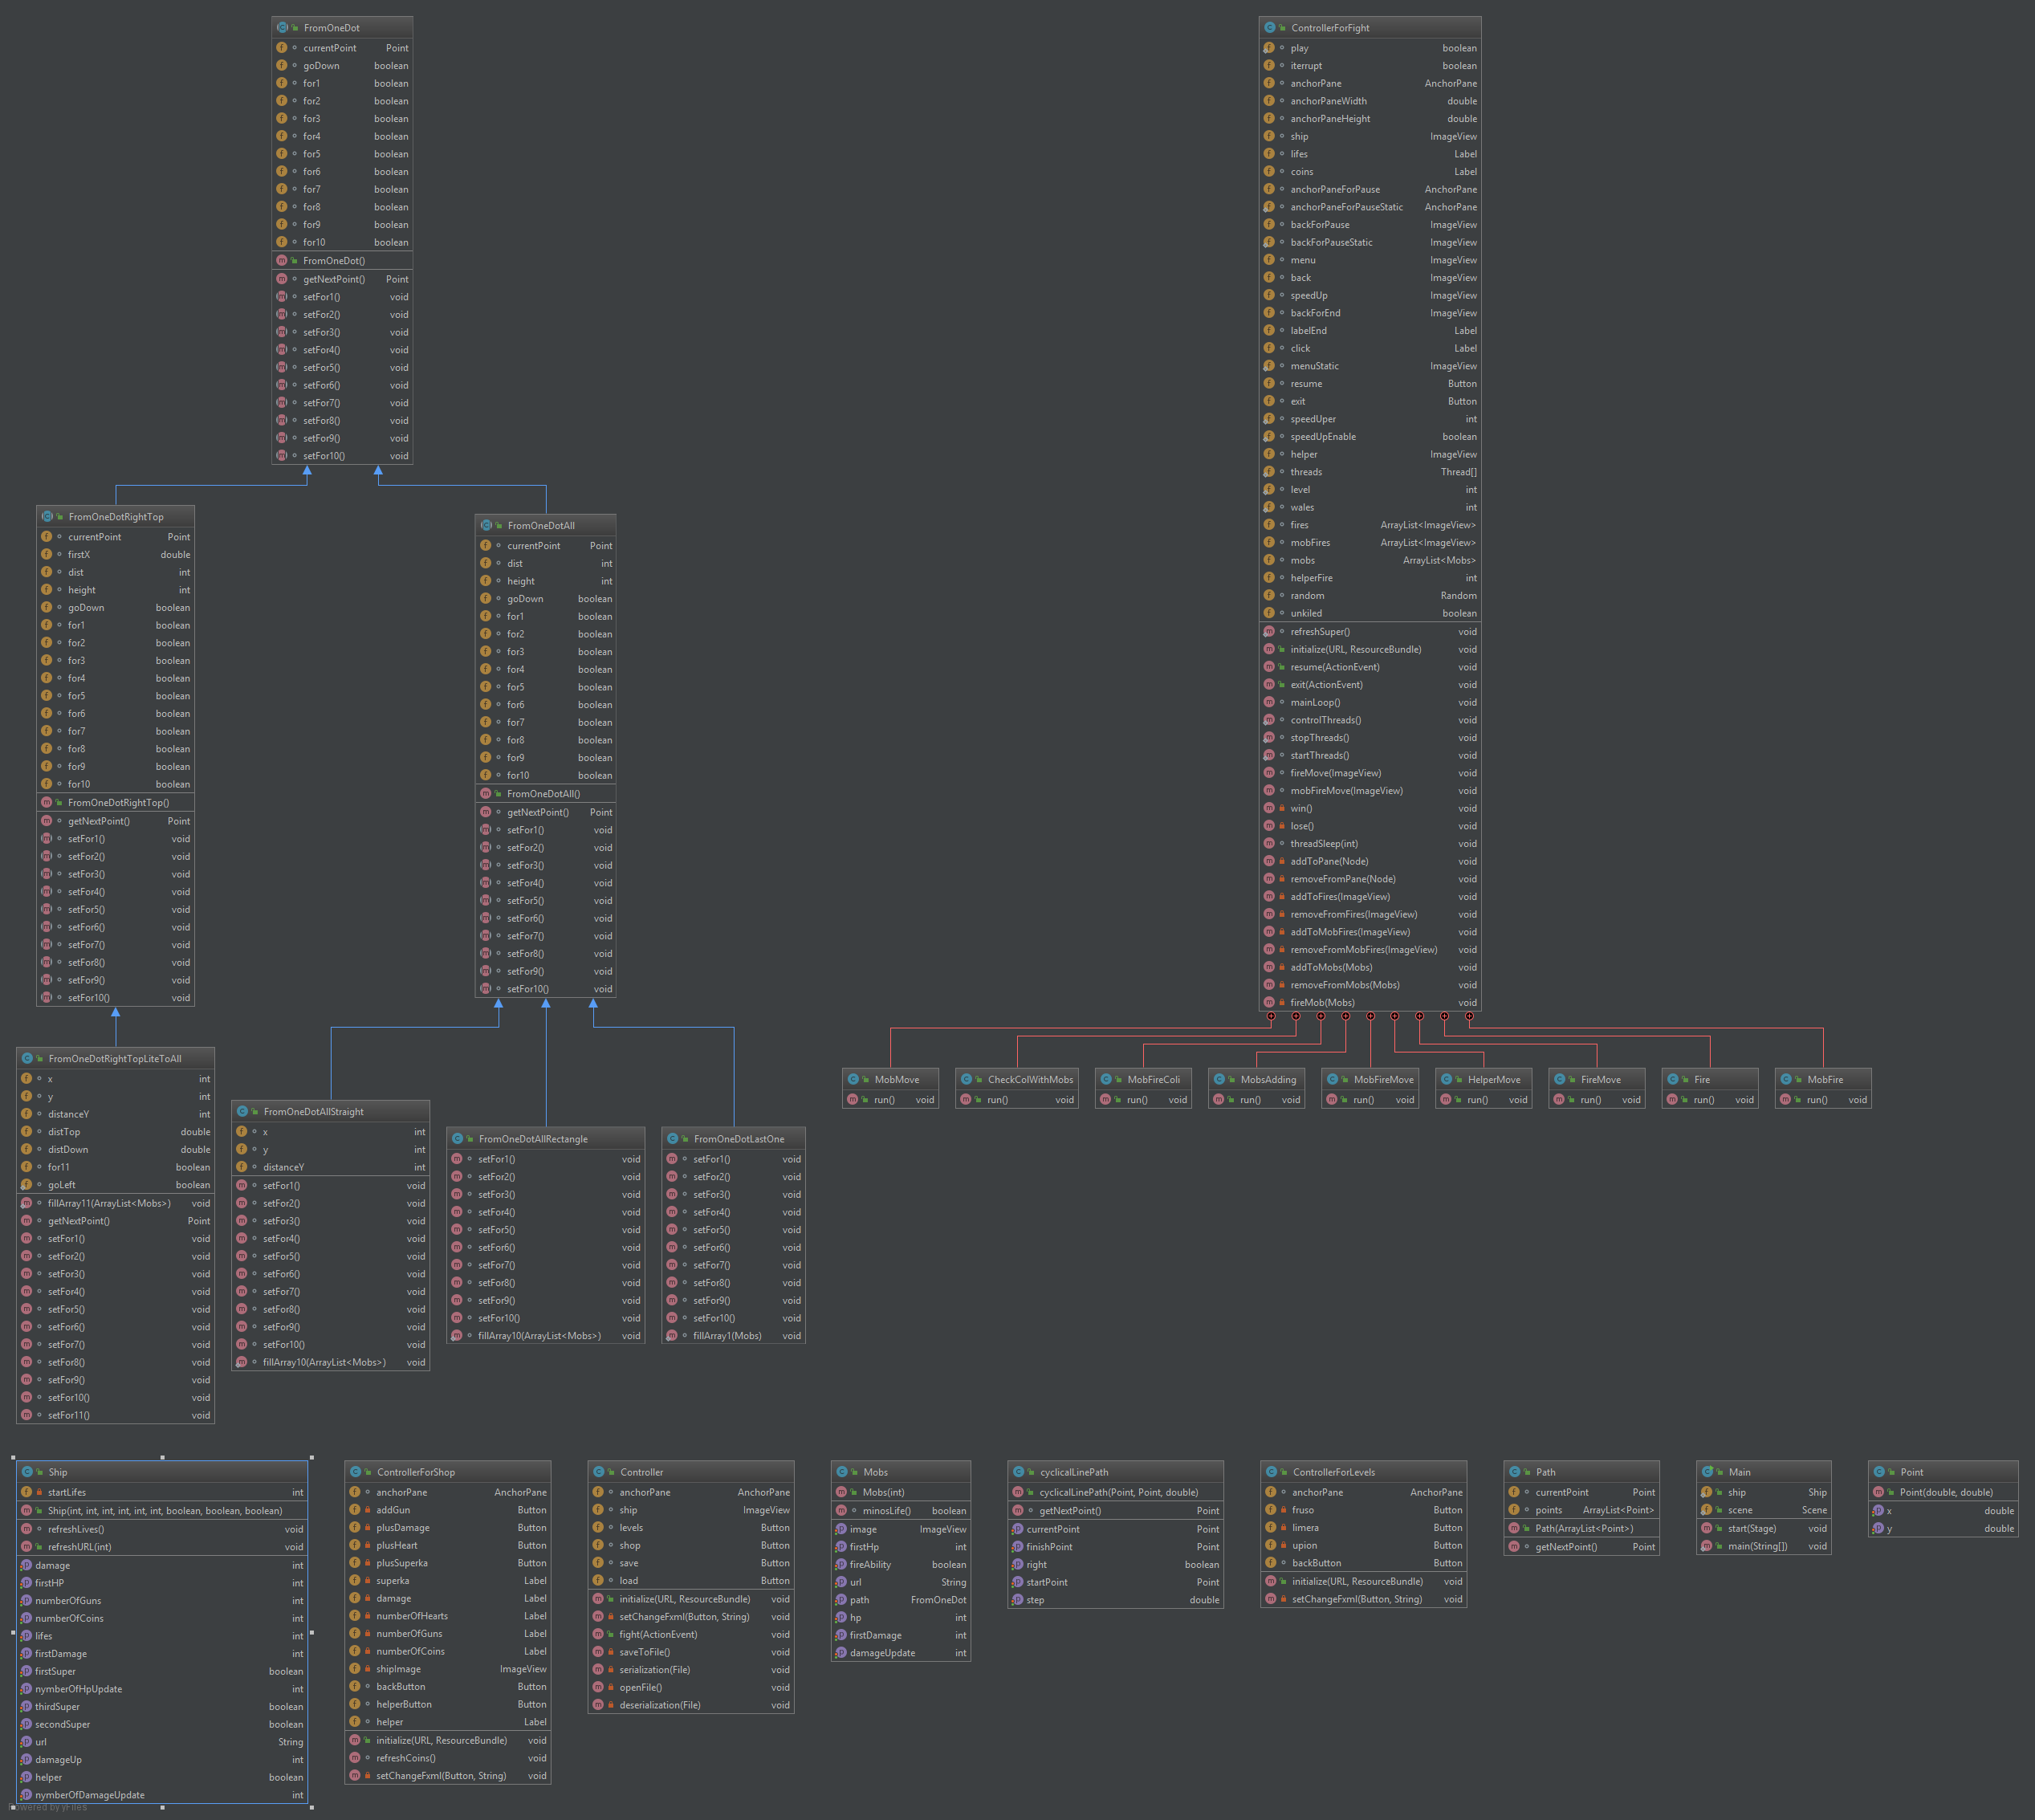 FromOneDot
currentPoint Point
goDown boolean
for1 boolean
for2 boolean
for3 boolean
for4 boolean
for5 boolean
for6 boolean
for7 boolean
for8 boolean
for9 boolean
for10 boolean
FromOneDot()
getNextPoint() Point
setFor1() void
setFor2() void
setFor3() void
setFor4() void
setFor5() void
setFor6() void
setFor7() void
setFor8() void
setFor9() void
setFor10() void
ControllerForFight
play boolean
iterrupt boolean
anchorPane AnchorPane
anchorPaneWidth double
anchorPaneHeight double
ship ImageView
lifes Label
coins Label
anchorPaneForPause AnchorPane
anchorPaneForPauseStatic AnchorPane
backForPause ImageView
backForPauseStatic ImageView
menu ImageView
back ImageView
speedUp ImageView
backForEnd ImageView
labelEnd Label
click Label
menuStatic ImageView
resume Button
exit Button
speedUper int
speedUpEnable boolean
helper ImageView
threads Thread[]
level int
wales int
fires ArrayList<ImageView>
mobFires ArrayList<ImageView>
mobs ArrayList<Mobs>
helperFire int
random Random
unkiled boolean
refreshSuper() void
initialize(URL, ResourceBundle) void
resume(ActionEvent) void
exit(ActionEvent) void
mainLoop() void
controlThreads() void
stopThreads() void
startThreads() void
fireMove(ImageView) void
mobFireMove(ImageView) void
win() void
lose() void
threadSleep(int) void
addToPane(Node) void
removeFromPane(Node) void
addToFires(ImageView) void
removeFromFires(ImageView) void
addToMobFires(ImageView) void
removeFromMobFires(ImageView) void
addToMobs(Mobs) void
removeFromMobs(Mobs) void
fireMob(Mobs) void
FromOneDotRightTop
currentPoint Point
firstX double
dist int
height int
goDown boolean
for1 boolean
for2 boolean
for3 boolean
for4 boolean
for5 boolean
for6 boolean
for7 boolean
for8 boolean
for9 boolean
for10 boolean
FromOneDotRightTop()
getNextPoint() Point
setFor1() void
setFor2() void
setFor3() void
setFor4() void
setFor5() void
setFor6() void
setFor7() void
setFor8() void
setFor9() void
setFor10() void
FromOneDotAll
currentPoint Point
dist int
height int
goDown boolean
for1 boolean
for2 boolean
for3 boolean
for4 boolean
for5 boolean
for6 boolean
for7 boolean
for8 boolean
for9 boolean
for10 boolean
FromOneDotAll()
getNextPoint() Point
setFor1() void
setFor2() void
setFor3() void
setFor4() void
setFor5() void
setFor6() void
setFor7() void
setFor8() void
setFor9() void
setFor10() void
FromOneDotRightTopLiteToAll
x int
y int
distanceY int
distTop double
distDown double
for11 boolean
goLeft boolean
fillArray11(ArrayList<Mobs>) void
getNextPoint() Point
setFor1() void
setFor2() void
setFor3() void
setFor4() void
setFor5() void
setFor6() void
setFor7() void
setFor8() void
setFor9() void
setFor10() void
setFor11() void
FromOneDotAllStraight
x int
y int
distanceY int
setFor1() void
setFor2() void
setFor3() void
setFor4() void
setFor5() void
setFor6() void
setFor7() void
setFor8() void
setFor9() void
setFor10() void
fillArray10(ArrayList<Mobs>) void
FromOneDotAllRectangle
setFor1() void
setFor2() void
setFor3() void
setFor4() void
setFor5() void
setFor6() void
setFor7() void
setFor8() void
setFor9() void
setFor10() void
fillArray10(ArrayList<Mobs>) void
FromOneDotLastOne
setFor1() void
setFor2() void
setFor3() void
setFor4() void
setFor5() void
setFor6() void
setFor7() void
setFor8() void
setFor9() void
setFor10() void
fillArray1(Mobs) void
MobMove
run() void
CheckColWithMobs
run() void
MobFireColi
run() void
MobsAdding
run() void
MobFireMove
run() void
HelperMove
run() void
FireMove
run() void
Fire
run() void
MobFire
run() void
Ship
startLifes int
Ship(int, int, int, int, int, int, boolean, boolean, boolean)
refreshLives() void
refreshURL(int) void
damage int
firstHP int
numberOfGuns int
numberOfCoins int
lifes int
firstDamage int
firstSuper boolean
nymberOfHpUpdate int
thirdSuper boolean
secondSuper boolean
url String
damageUp int
helper boolean
nymberOfDamageUpdate int
Powered by yFiles
ControllerForShop
anchorPane AnchorPane
addGun Button
plusDamage Button
plusHeart Button
plusSuperka Button
superka Label
damage Label
numberOfHearts Label
numberOfGuns Label
numberOfCoins Label
shipImage ImageView
backButton Button
helperButton Button
helper Label
initialize(URL, ResourceBundle) void
refreshCoins() void
setChangeFxml(Button, String) void
Controller
anchorPane AnchorPane
ship ImageView
levels Button
shop Button
save Button
load Button
initialize(URL, ResourceBundle) void
setChangeFxml(Button, String) void
fight(ActionEvent) void
saveToFile() void
serialization(File) void
openFile() void
deserialization(File) void
Mobs
Mobs(int)
minosLife() boolean
image ImageView
firstHp int
fireAbility boolean
url String
path FromOneDot
hp int
firstDamage int
damageUpdate int
cyclicalLinePath
cyclicalLinePath(Point, Point, double)
getNextPoint() Point
currentPoint Point
finishPoint Point
right boolean
startPoint Point
step double
ControllerForLevels
anchorPane AnchorPane
fruso Button
limera Button
upion Button
backButton Button
initialize(URL, ResourceBundle) void
setChangeFxml(Button, String) void
Path
currentPoint Point
points ArrayList<Point>
Path(ArrayList<Point>)
getNextPoint() Point
Main
ship Ship
scene Scene
start(Stage) void
main(String[]) void
Point
Point(double, double)
x double
y double